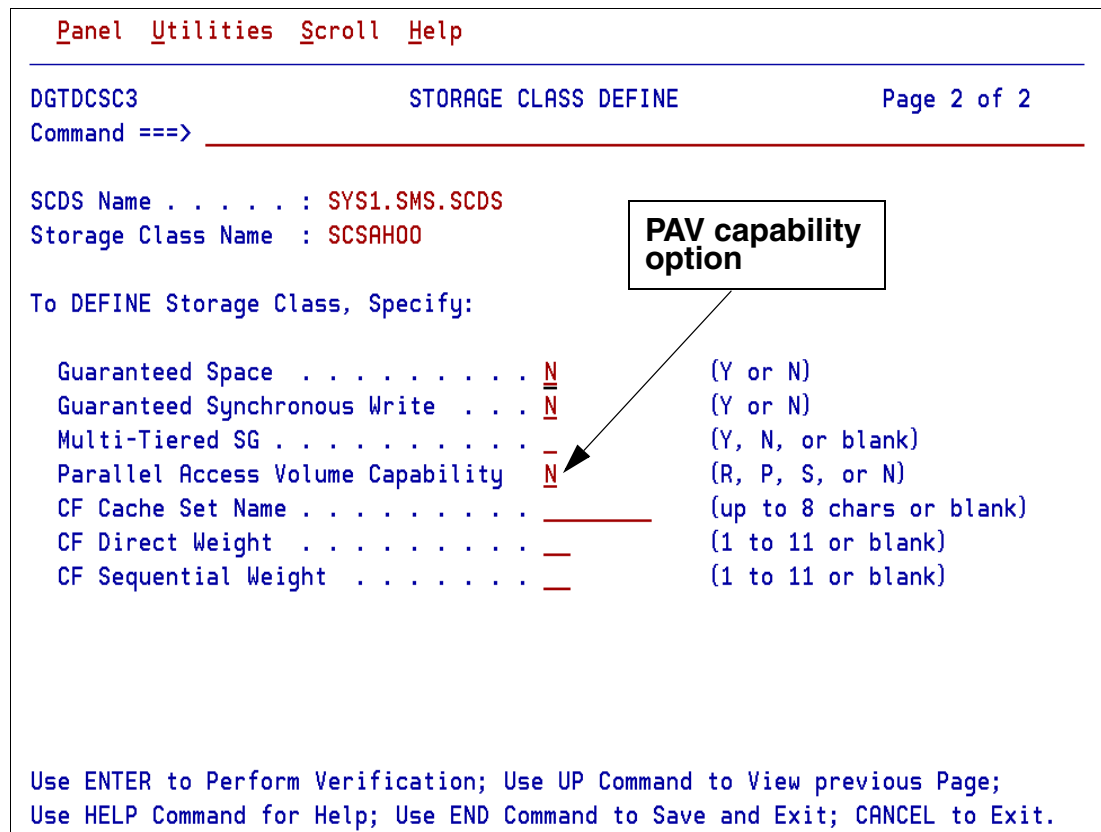 Panel Utilities Scroll Help
DGTDCSC3 STORAGE CLASS DEFINE Page 2 of 2
Command ===>
SCDS Name . . . . . : SYS1.SMS.SCDS
Storage Class Name : SCSAHOO
PAV capability
option
To DEFINE Storage Class, Specify:
Guaranteed Space . . . . . . . . . N (Y or N)
Guaranteed Synchronous Write . . . N (Y or N)
Multi-Tiered SG . . . . . . . . . . _ (Y, N, or blank)
Parallel Access Volume Capability N (R, P, S, or N)
CF Cache Set Name . . . . . . . . . ________ (up to 8 chars or blank)
CF Direct Weight . . . . . . . . . __ (1 to 11 or blank)
CF Sequential Weight . . . . . . . __ (1 to 11 or blank)
Use ENTER to Perform Verification; Use UP Command to View previous Page;
Use HELP Command for Help; Use END Command to Save and Exit; CANCEL to Exit.